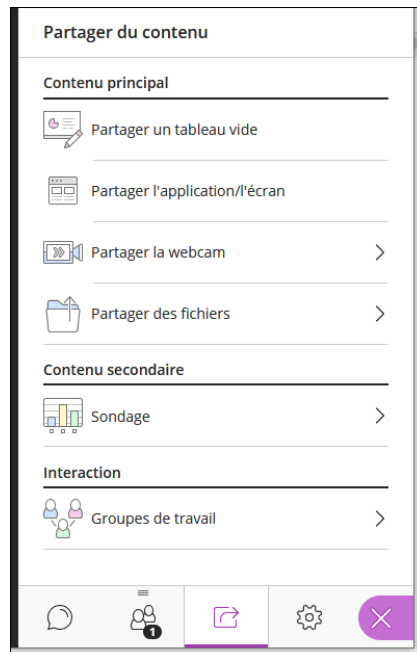 Partager du contenu
Contenu principal
Partager un tableau vide
Partager l'application/l'écran
Partager la webcam
Partager des fichiers
Contenu secondaire
Sondage
Interaction
Groupes de travail
1